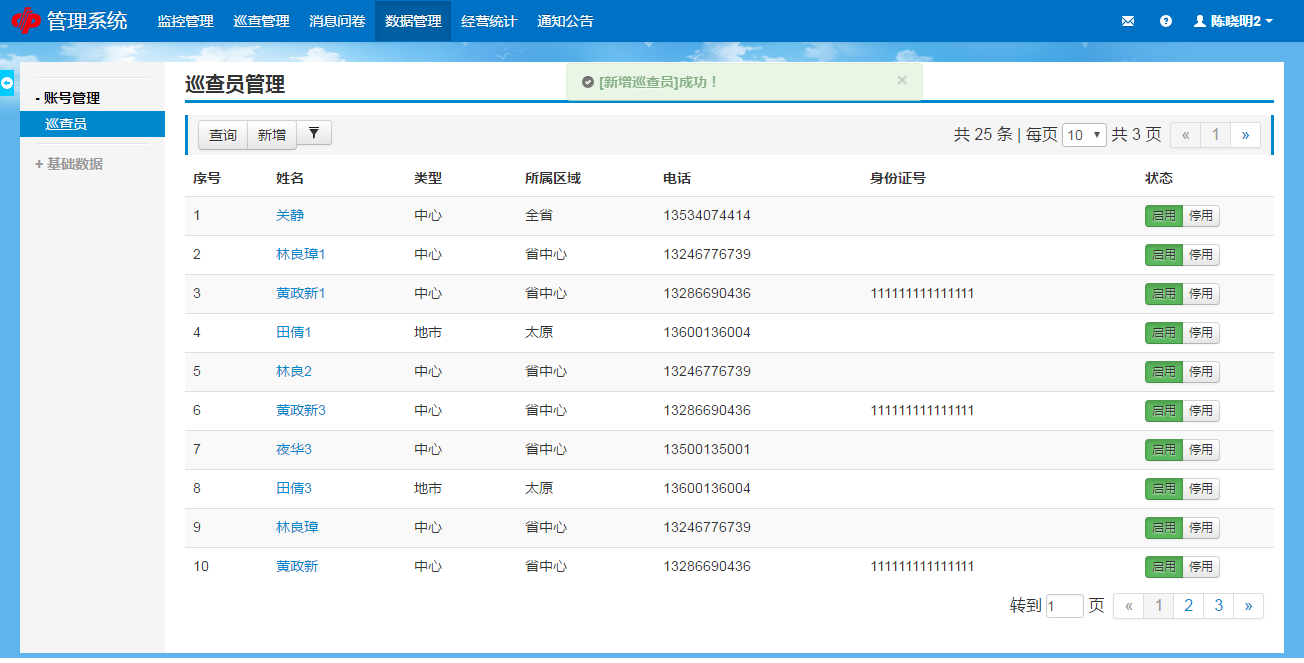 管理系统 监控管理 巡查管理 消息问卷 数据管理 经营统计 通知公告 陈晓明2
- 账号管理
巡查员
+ 基础数据
巡查员管理
[新增巡查员]成功！ ×
查询 新增 共 25 条 | 每页 10 共 3 页 « 1 »
序号 姓名 类型 所属区域 电话 身份证号 状态
1 关静 中心 全省 13534074414 启用 停用
2 林良璋1 中心 省中心 13246776739 启用 停用
3 黄政新1 中心 省中心 13286690436 111111111111111 启用 停用
4 田倩1 地市 太原 13600136004 启用 停用
5 林良2 中心 省中心 13246776739 启用 停用
6 黄政新3 中心 省中心 13286690436 111111111111111 启用 停用
7 夜华3 中心 省中心 13500135001 启用 停用
8 田倩3 地市 太原 13600136004 启用 停用
9 林良璋 中心 省中心 13246776739 启用 停用
10 黄政新 中心 省中心 13286690436 111111111111111 启用 停用
转到 1 页 « 1 2 3 »